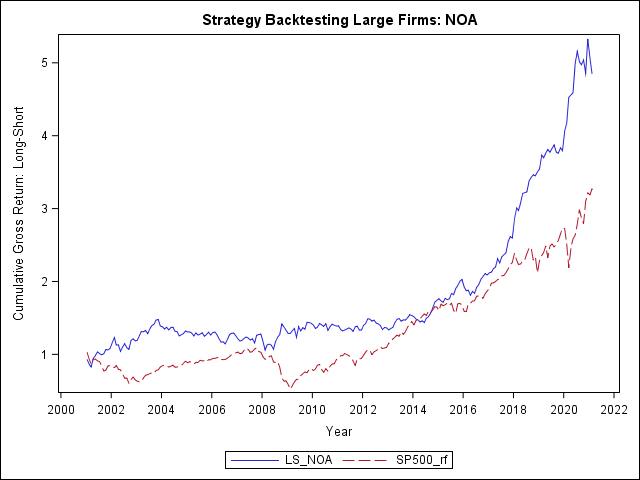 Strategy Backtesting Large Firms: NOA
Cumulative Gross Return: Long-Short
5
4
3
2
1
2000 2002 2004 2006 2008 2010 2012 2014 2016 2018 2020 2022
Year
LS_NOA SP500_rf